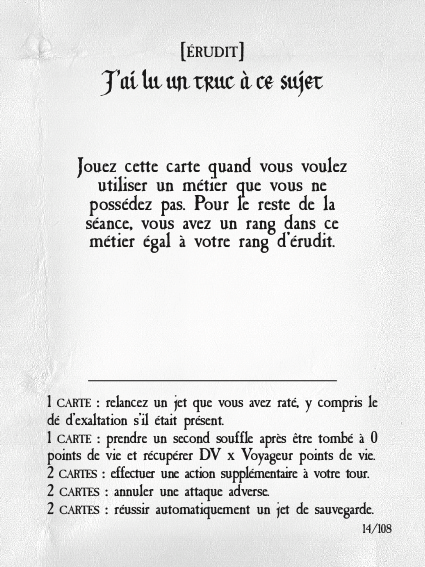 [ÉRUDIT]
J'ai lu un truc à ce sujet
Jouez cette carte quand vous voulez
utiliser un métier que vous ne
possédez pas. Pour le reste de la
séance, vous avez un rang dans ce
métier égal à votre rang d'érudit.
1 CARTE : relancez un jet que vous avez raté, y compris le
dé d'exaltation s'il était présent.
1 CARTE : prendre un second souffle après être tombé à 0
points de vie et récupérer DV x Voyageur points de vie.
2 CARTES : effectuer une action supplémentaire à votre tour.
2 CARTES : annuler une attaque adverse.
2 CARTES : réussir automatiquement un jet de sauvegarde.
14/108